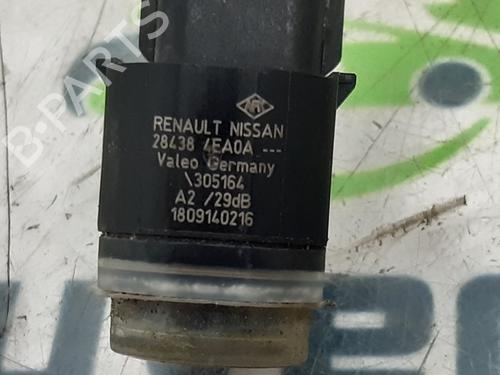 B-PARTS
RENAULT NISSAN
28438 4EA0A ---
Valeo Germany
\305164
A2 /29dB
1809140216